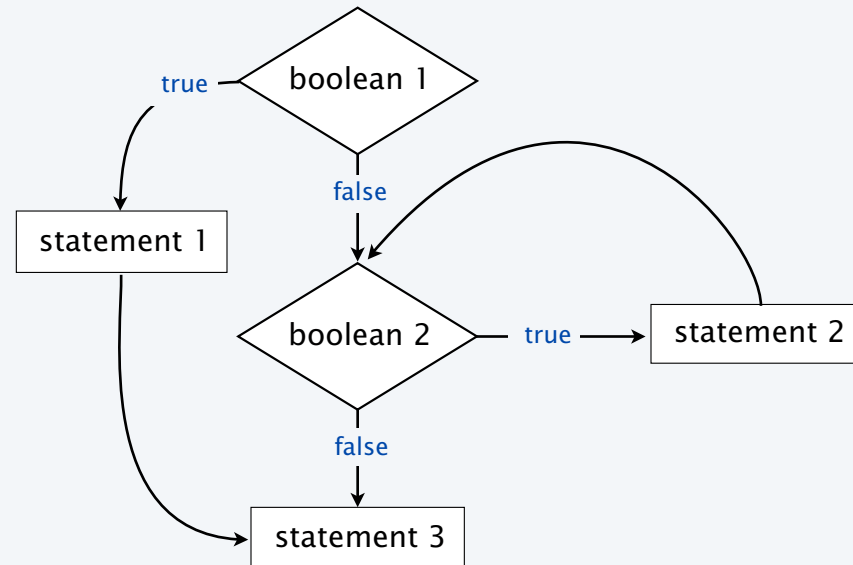 boolean 1
true
false
statement 1
boolean 2
true
statement 2
false
statement 3